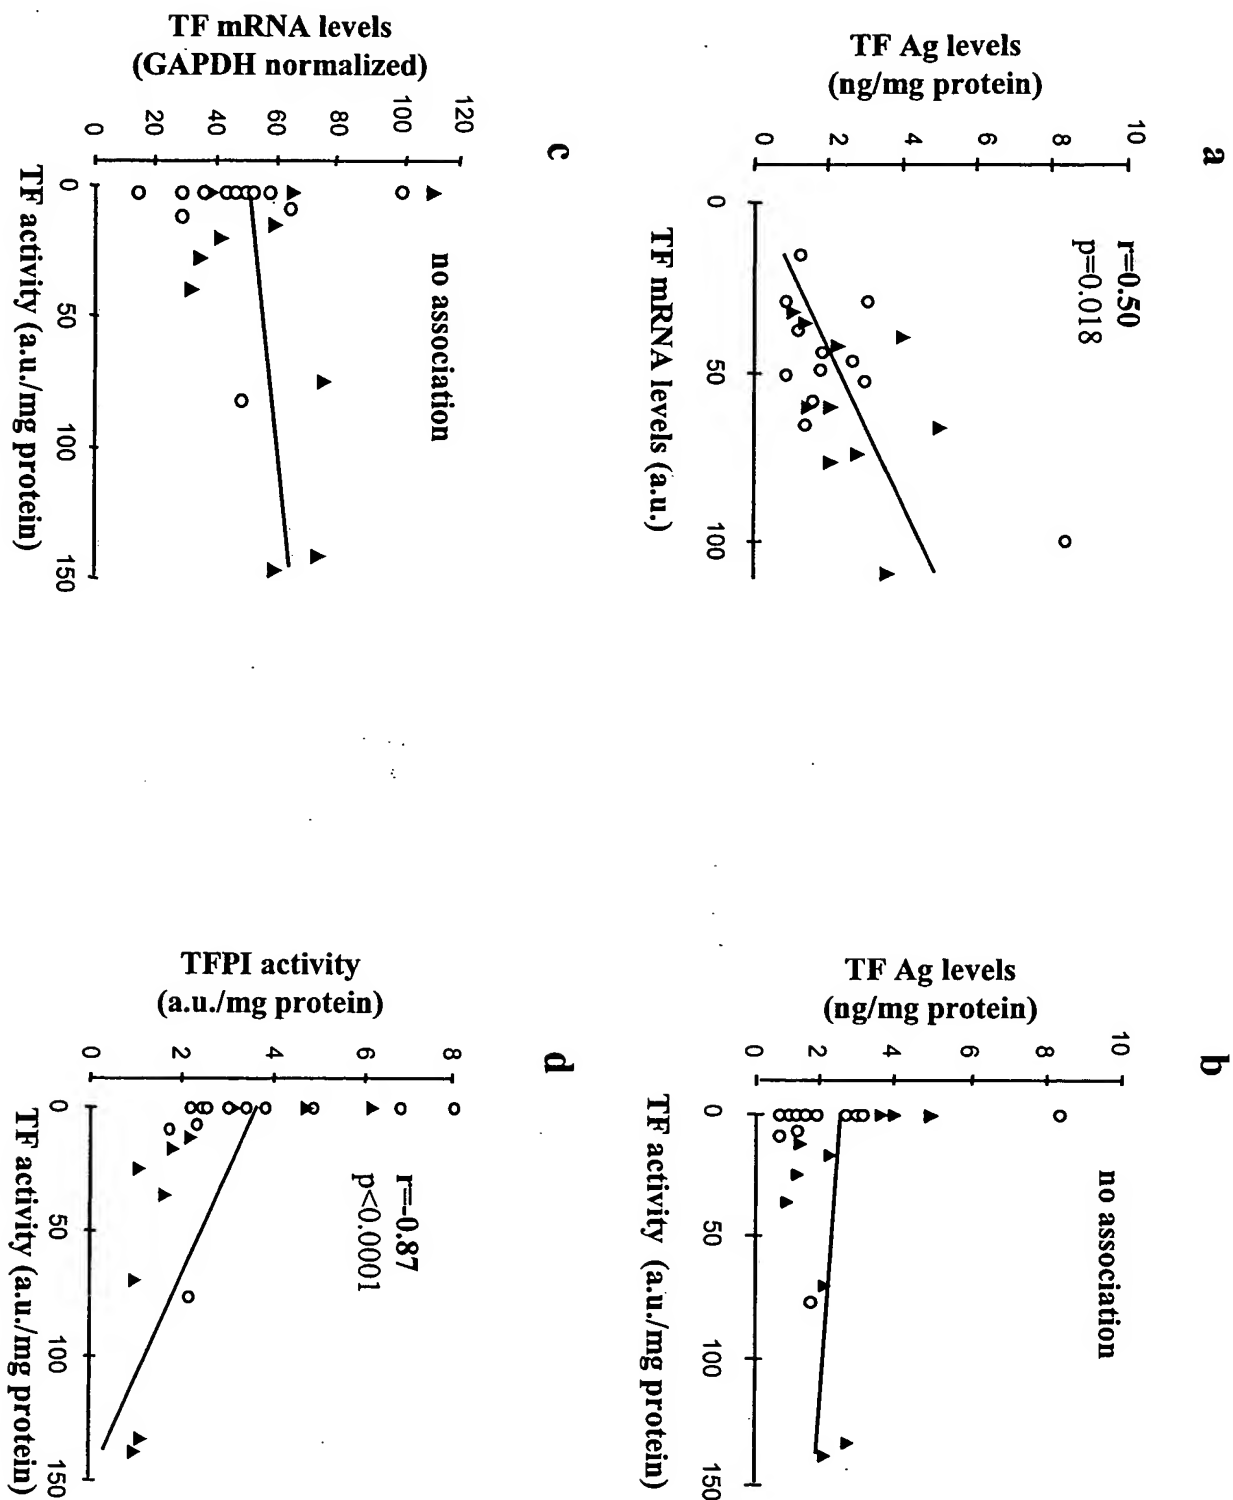 a
TF Ag levels
(ng/mg protein)
10
8
6
4
2
0
r=0.50
p=0.018
0
50
100
TF mRNA levels (a.u.)
b
TF Ag levels
(ng/mg protein)
10
8
6
4
2
0
no association
0
50
100
150
TF activity (a.u./mg protein)
c
TF mRNA levels
(GAPDH normalized)
120
100
80
60
40
20
0
no association
0
50
100
150
TF activity (a.u./mg protein)
d
TFPI activity
(a.u./mg protein)
8
6
4
2
0
r=-0.87
p<0.0001
0
50
100
150
TF activity (a.u./mg protein)